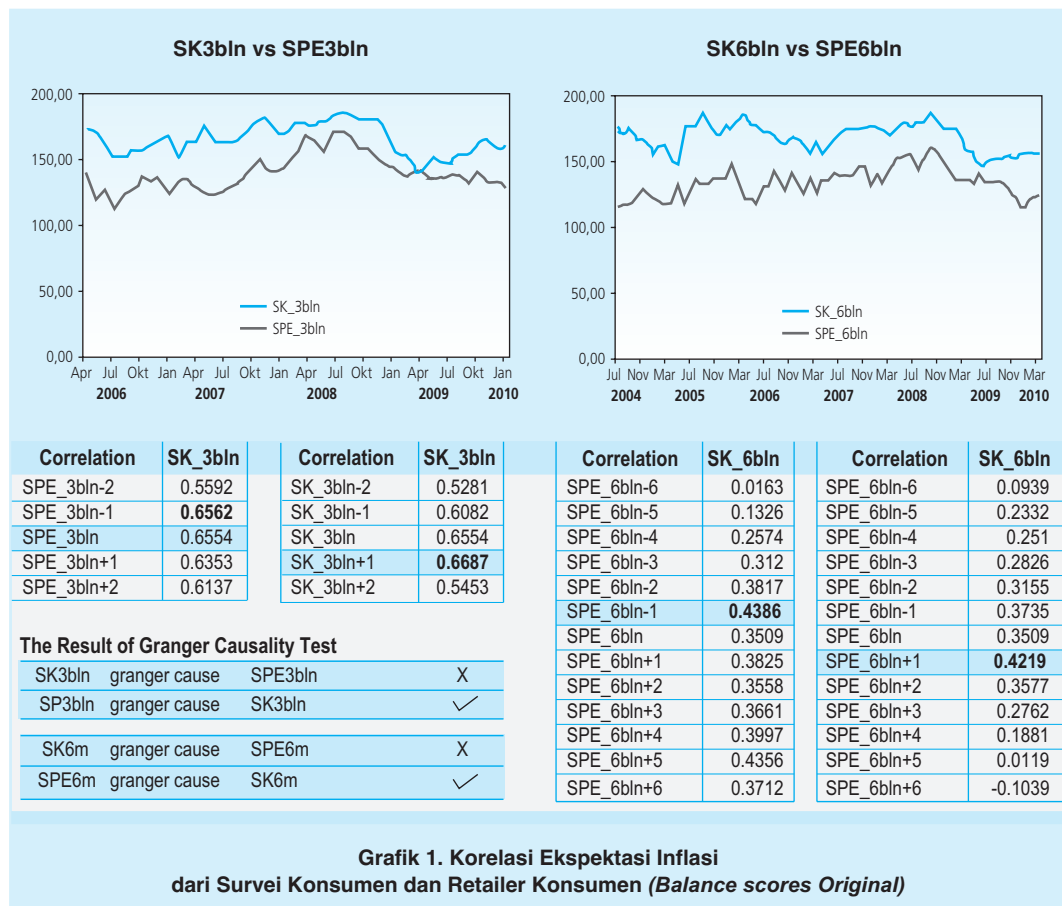 SK3bln vs SPE3bln
200,00
150,00
100,00
50,00
0,00
SK_3bln
SPE_3bln
Apr Jul Okt Jan Apr Jul Okt Jan Apr Jul Okt Jan Apr Jul Okt Jan
2006 2007 2008 2009 2010
SK6bln vs SPE6bln
200,00
150,00
100,00
50,00
0,00
SK_6bln
SPE_6bln
Jul Nov Mar Jul Nov Mar Jul Nov Mar Jul Nov Mar Jul Nov Mar Jul Nov Mar
2004 2005 2006 2007 2008 2009 2010
Correlation SK_3bln
SPE_3bln-2 0.5592
SPE_3bln-1 0.6562
SPE_3bln 0.6554
SPE_3bln+1 0.6353
SPE_3bln+2 0.6137
Correlation SK_3bln
SK_3bln-2 0.5281
SK_3bln-1 0.6082
SK_3bln 0.6554
SK_3bln+1 0.6687
SK_3bln+2 0.5453
The Result of Granger Causality Test
SK3bln granger cause SPE3bln X
SP3bln granger cause SK3bln ✓
SK6m granger cause SPE6m X
SPE6m granger cause SK6m ✓
Correlation SK_6bln
SPE_6bln-6 0.0163
SPE_6bln-5 0.1326
SPE_6bln-4 0.2574
SPE_6bln-3 0.312
SPE_6bln-2 0.3817
SPE_6bln-1 0.4386
SPE_6bln 0.3509
SPE_6bln+1 0.3825
SPE_6bln+2 0.3558
SPE_6bln+3 0.3661
SPE_6bln+4 0.3997
SPE_6bln+5 0.4356
SPE_6bln+6 0.3712
Correlation SK_6bln
SPE_6bln-6 0.0939
SPE_6bln-5 0.2332
SPE_6bln-4 0.251
SPE_6bln-3 0.2826
SPE_6bln-2 0.3155
SPE_6bln-1 0.3735
SPE_6bln 0.3509
SPE_6bln+1 0.4219
SPE_6bln+2 0.3577
SPE_6bln+3 0.2762
SPE_6bln+4 0.1881
SPE_6bln+5 0.0119
SPE_6bln+6 -0.1039
Grafik 1. Korelasi Ekspektasi Inflasi
dari Survei Konsumen dan Retailer Konsumen (Balance scores Original)